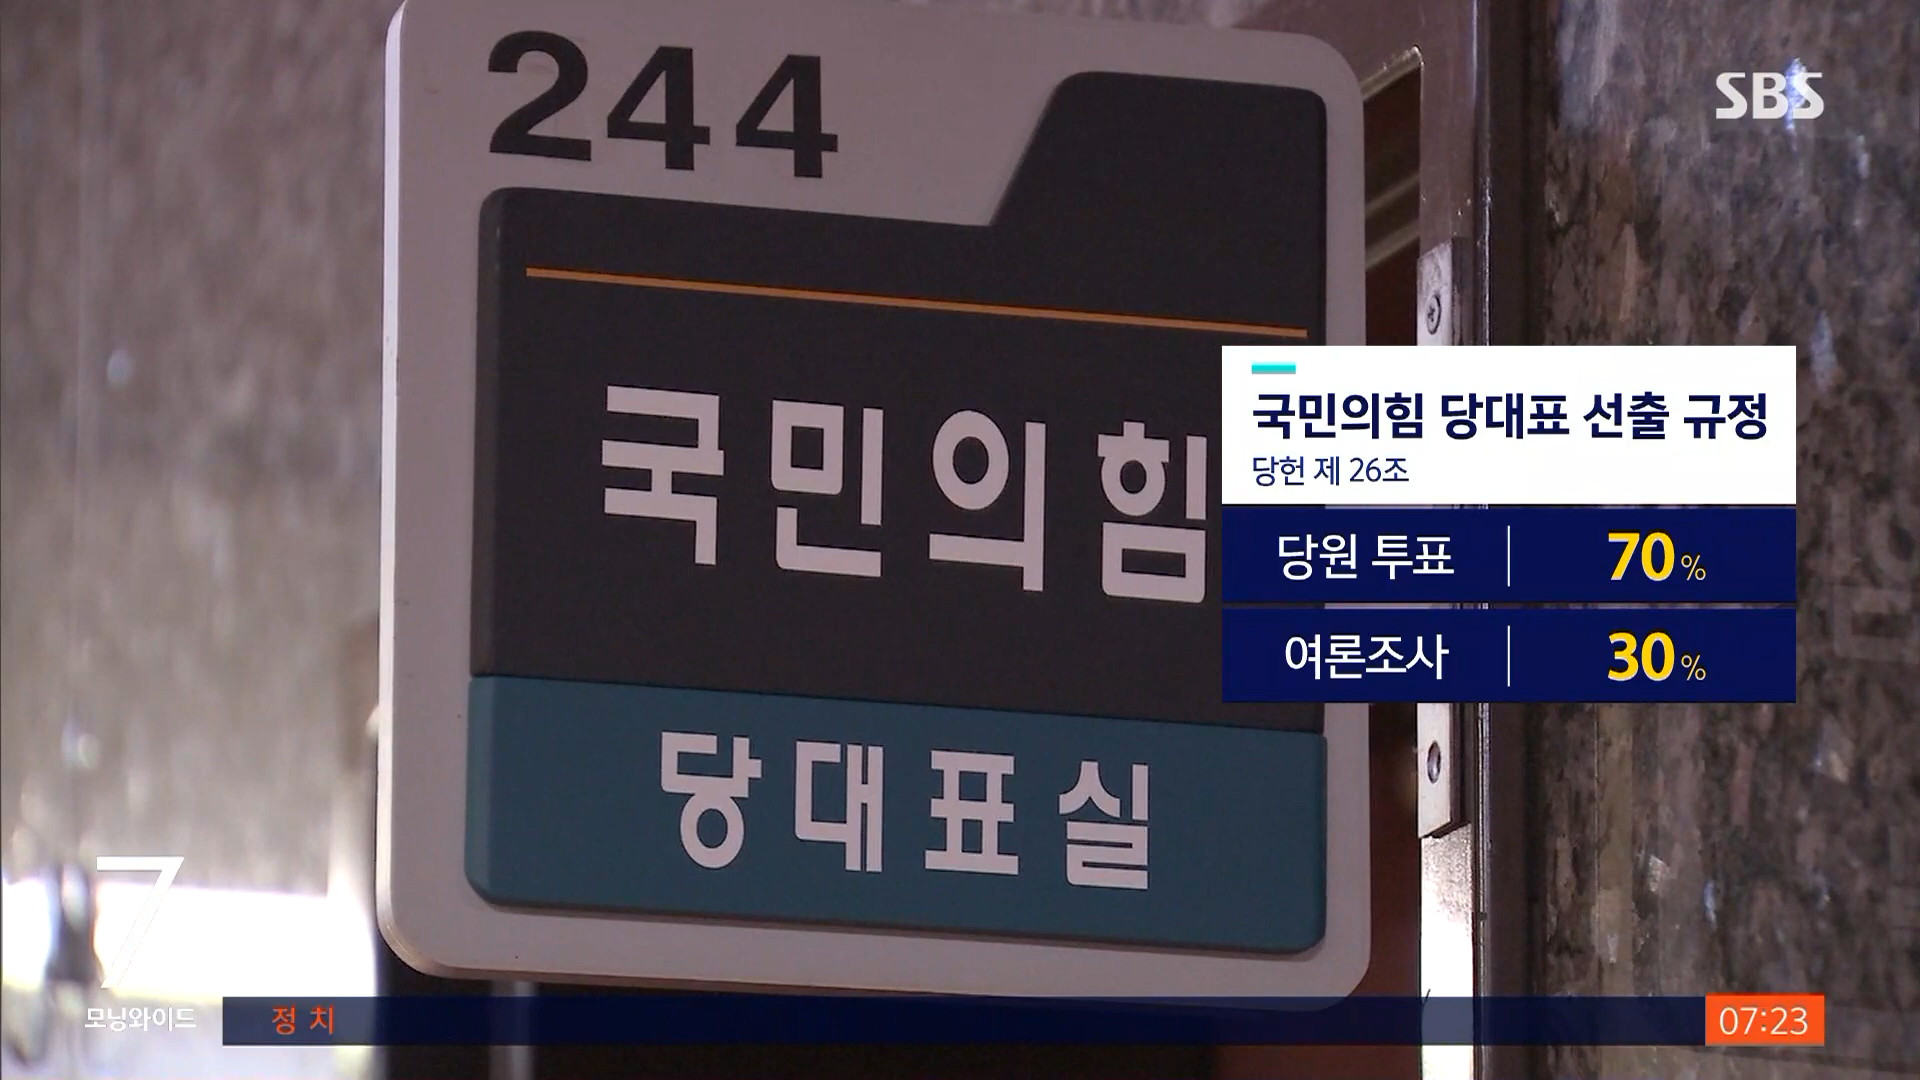 244
SBS
국민의힘
당대표실
국민의힘 당대표 선출 규정
당헌 제 26조
당원 투표 70%
여론조사 30%
7
모닝와이드
정치
07:23